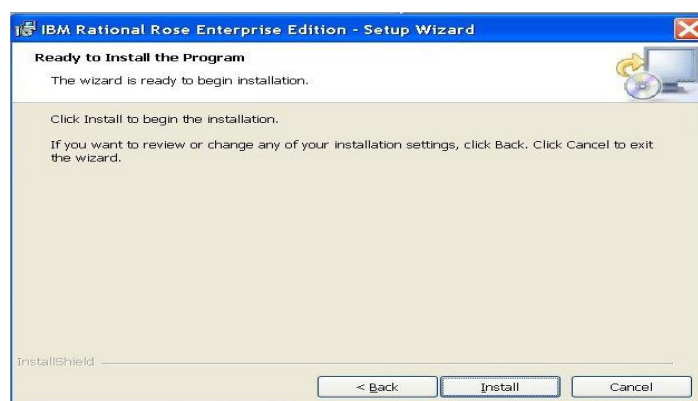 IBM Rational Rose Enterprise Edition - Setup Wizard
Ready to Install the Program
The wizard is ready to begin installation.
Click Install to begin the installation.
If you want to review or change any of your installation settings, click Back. Click Cancel to exit
the wizard.
InstallShield
< Back Install Cancel